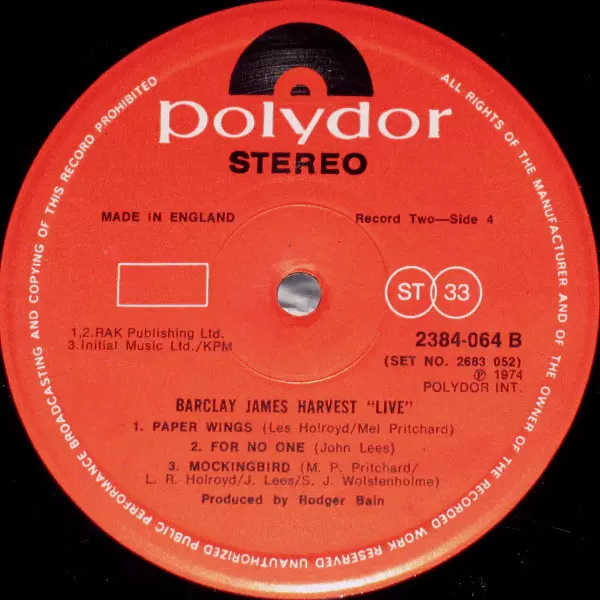 polydor
STEREO
MADE IN ENGLAND
Record Two—Side 4
ST 33
1,2.RAK Publishing Ltd.
3.Initial Music Ltd./KPM
2384-064 B
(SET NO. 2683 052)
Ⓟ 1974
POLYDOR INT.
BARCLAY JAMES HARVEST "LIVE"
1. PAPER WINGS (Les Holroyd/Mel Pritchard)
2. FOR NO ONE (John Lees)
3. MOCKINGBIRD (M. P. Pritchard/
L. R. Holroyd/J. Lees/S. J. Wolstenholme)
Produced by Rodger Bain
ALL RIGHTS OF THE MANUFACTURER AND OF THE OWNER OF THE RECORDED WORK RESERVED UNAUTHORIZED PUBLIC PERFORMANCE BROADCASTING AND COPYING OF THIS RECORD PROHIBITED